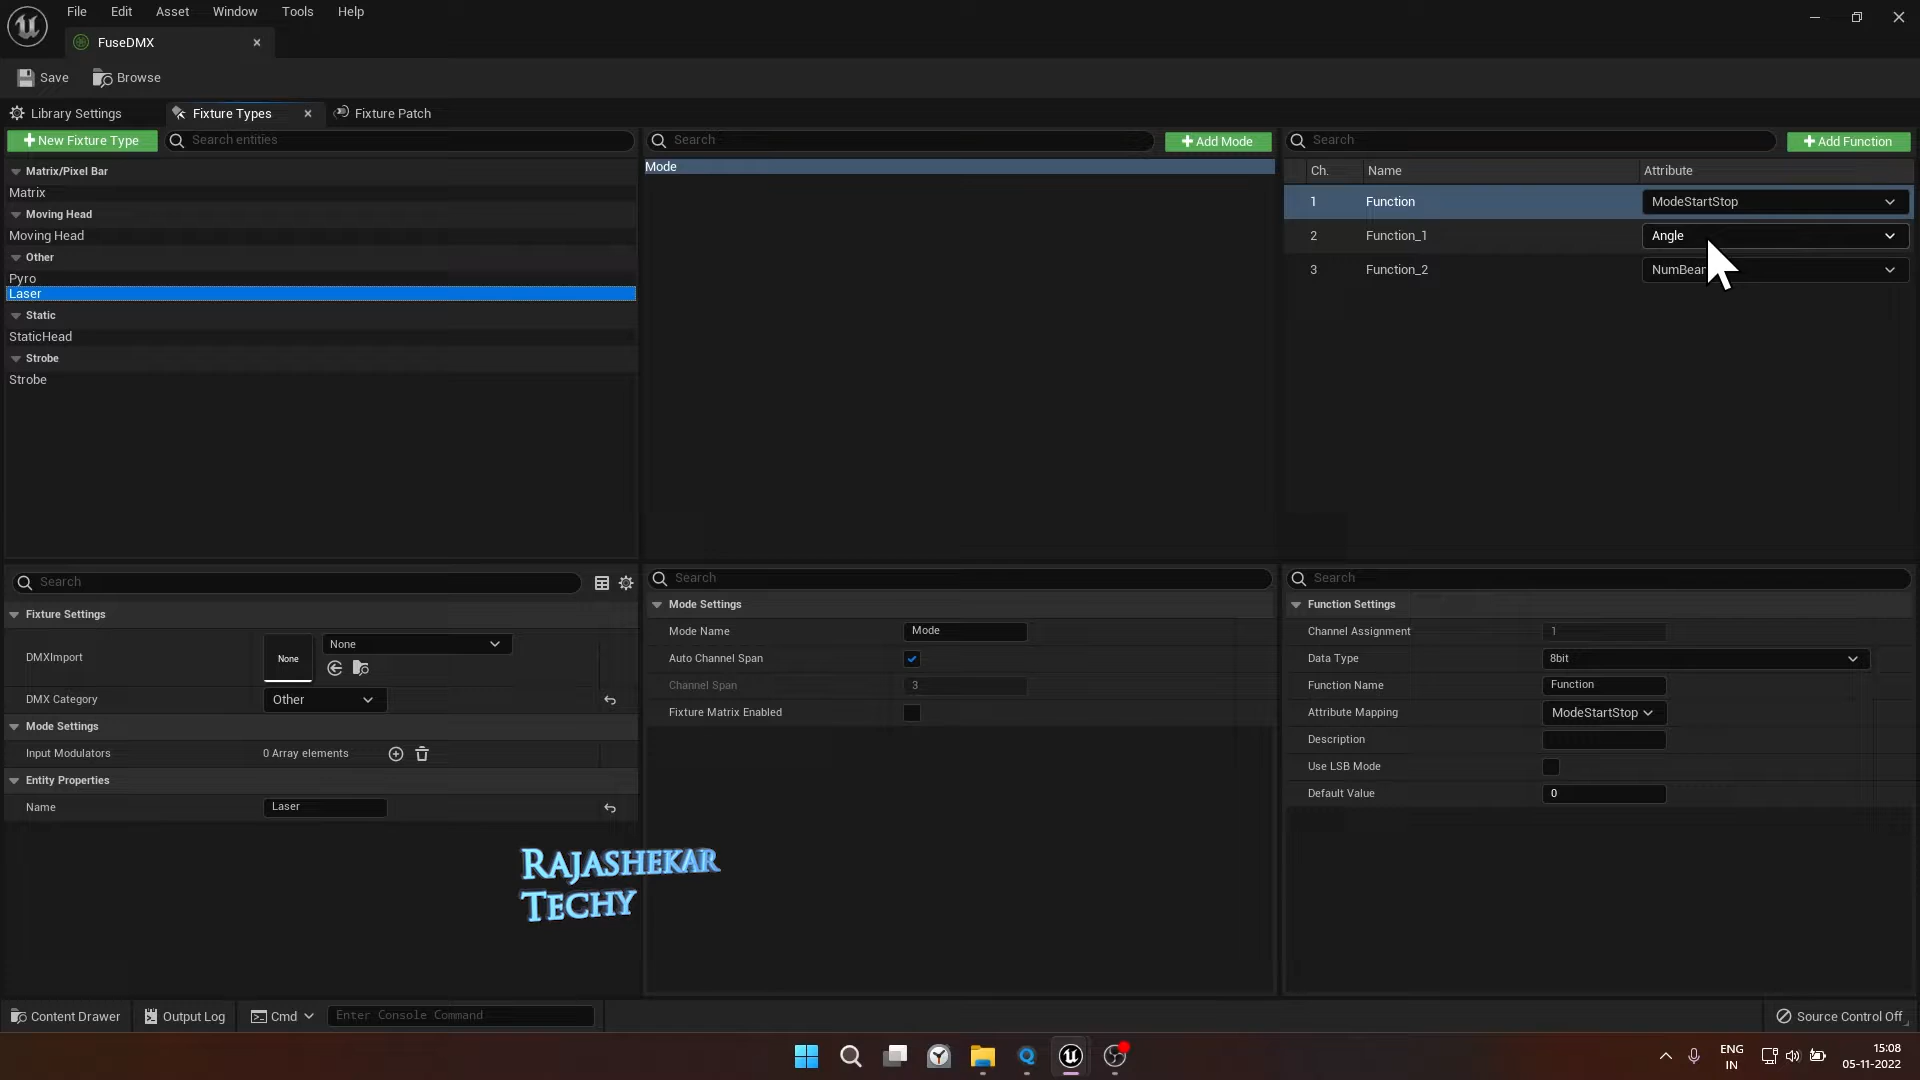 File Edit Asset Window Tools Help
FuseDMX
Save Browse
Library Settings Fixture Types Fixture Patch
New Fixture Type Search entities
Matrix/Pixel Bar
Matrix
Moving Head
Moving Head
Other
Pyro
Laser
Static
StaticHead
Strobe
Strobe
Search Add Mode
Mode
Search Add Function
Ch. Name Attribute
1 Function ModeStartStop
2 Function_1 Angle
3 Function_2
Search
Fixture Settings
DMXImport None None
DMX Category Other
Mode Settings
Input Modulators 0 Array elements
Entity Properties
Name Laser
Search
Mode Settings
Mode Name Mode
Auto Channel Span
Channel Span 3
Fixture Matrix Enabled
Search
Function Settings
Channel Assignment 1
Data Type 8bit
Function Name Function
Attribute Mapping ModeStartStop
Description
Use LSB Mode
Default Value 0
RAJASHEKAR
TECHY
Content Drawer Output Log Cmd Enter Console Command Source Control Off
ENG
IN
15:08
05-11-2022